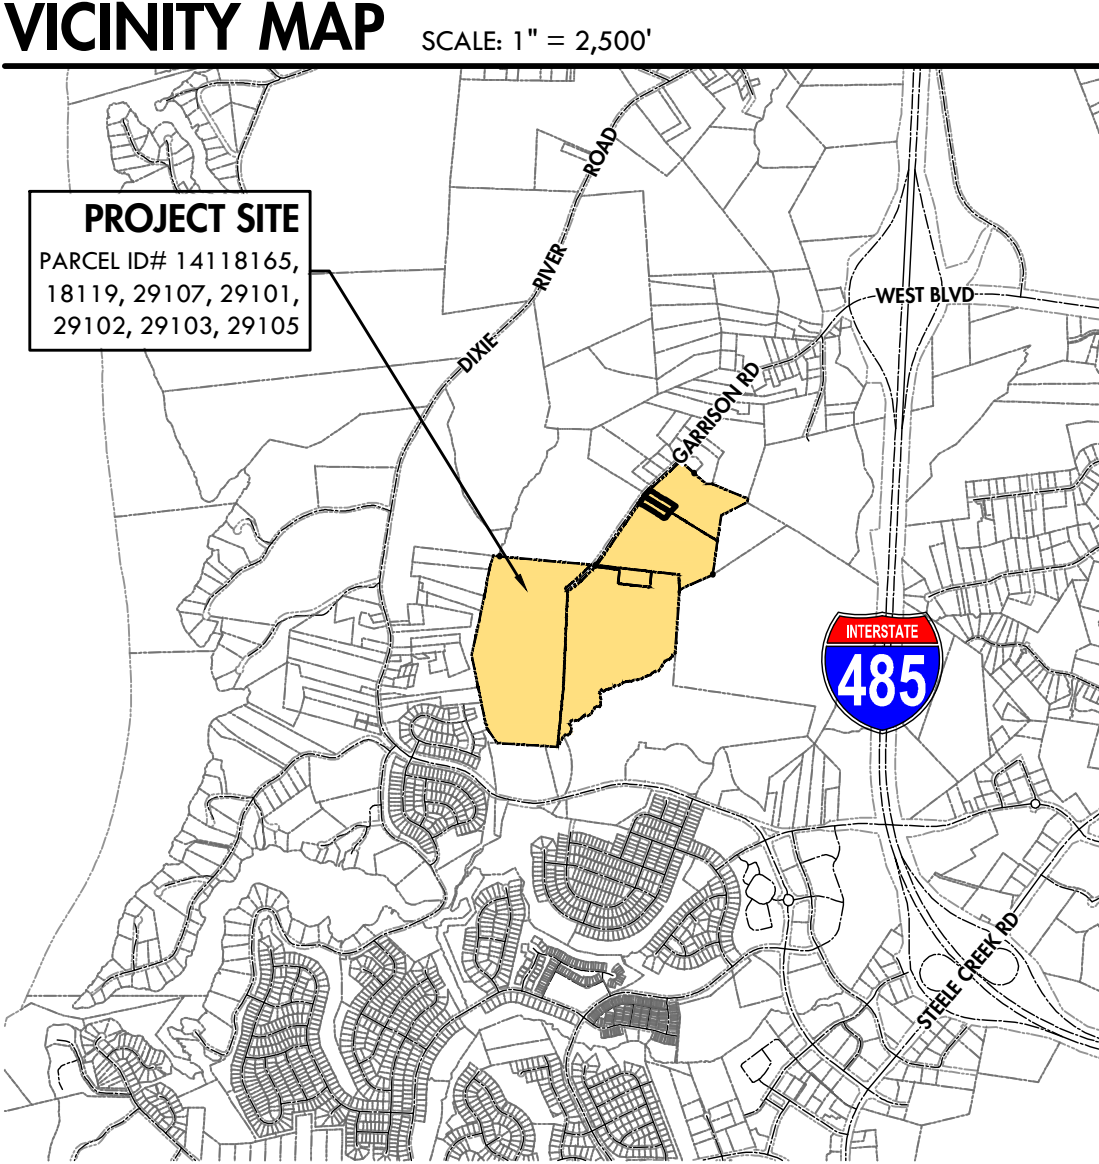 VICINITY MAP SCALE: 1" = 2,500'
PROJECT SITE
PARCEL ID# 14118165,
18119, 29107, 29101,
29102, 29103, 29105
DIXIE RIVER ROAD
WEST BLVD
GARRISON RD
INTERSTATE
485
STEELE CREEK RD